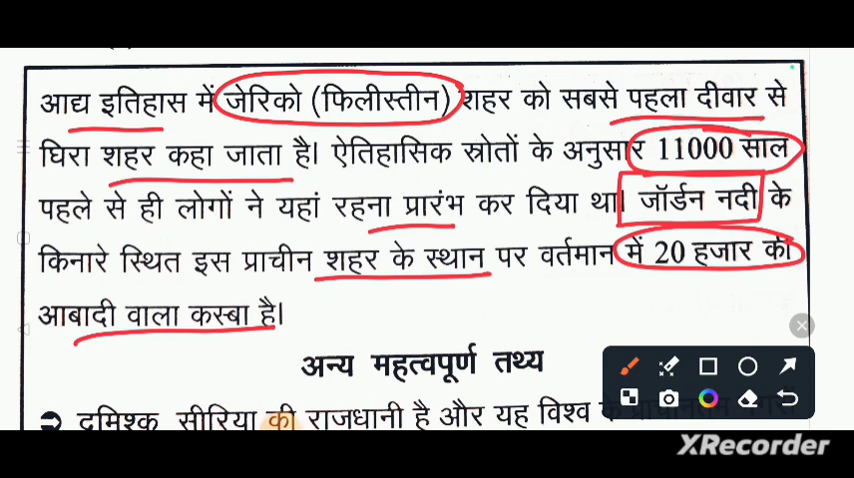 आद्य इतिहास में जेरिको (फिलीस्तीन) शहर को सबसे पहला दीवार से
घिरा शहर कहा जाता है। ऐतिहासिक स्रोतों के अनुसार 11000 साल
पहले से ही लोगों ने यहां रहना प्रारंभ कर दिया था। जॉर्डन नदी के
किनारे स्थित इस प्राचीन शहर के स्थान पर वर्तमान में 20 हजार की
आबादी वाला कस्बा है।
अन्य महत्वपूर्ण तथ्य
दमिश्क सीरिया की राजधानी है और यह विश्व के
XRecorder